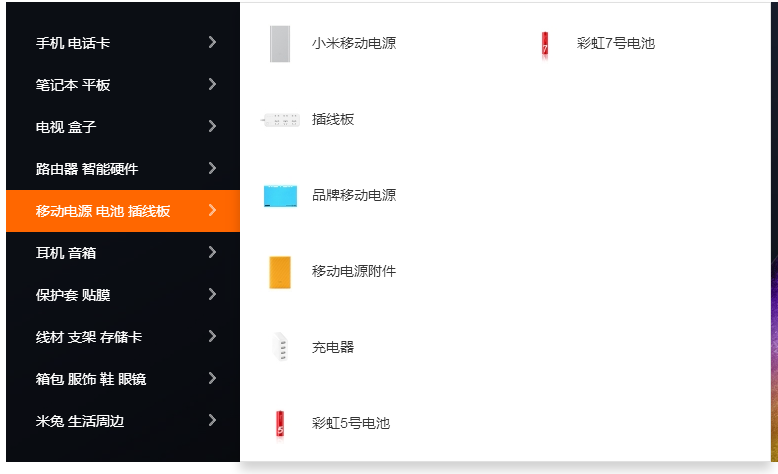 手机 电话卡
笔记本 平板
电视 盒子
路由器 智能硬件
移动电源 电池 插线板
耳机 音箱
保护套 贴膜
线材 支架 存储卡
箱包 服饰 鞋 眼镜
米兔 生活周边
小米移动电源
插线板
品牌移动电源
移动电源附件
充电器
5
彩虹5号电池
7
彩虹7号电池